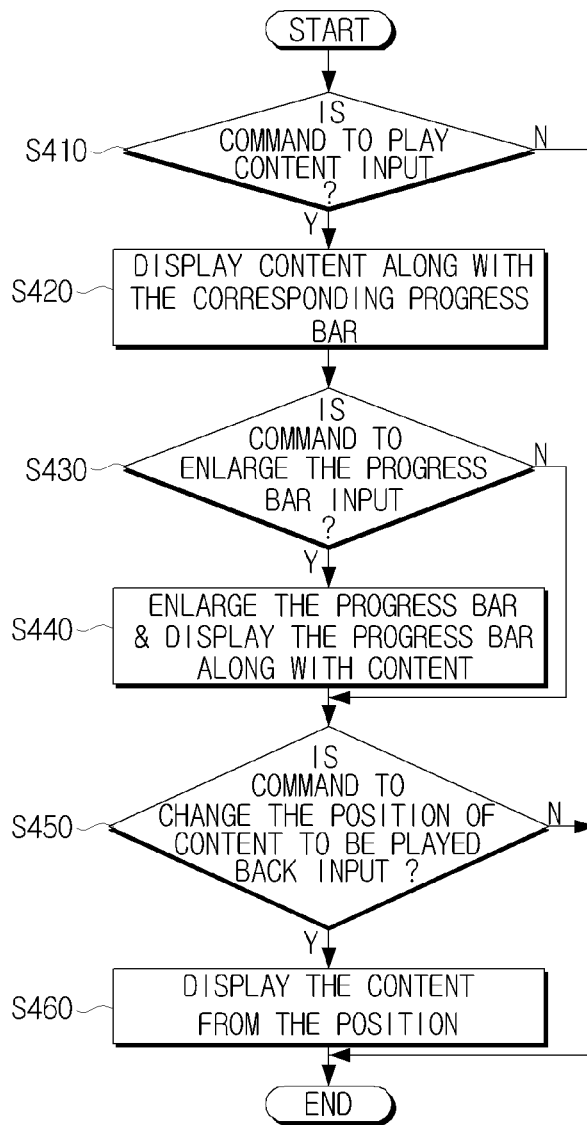 START
IS
COMMAND TO PLAY
CONTENT INPUT
?
S410
N
Y
DISPLAY CONTENT ALONG WITH
THE CORRESPONDING PROGRESS
BAR
S420
IS
COMMAND TO
ENLARGE THE PROGRESS
BAR INPUT
?
S430
N
Y
ENLARGE THE PROGRESS BAR
& DISPLAY THE PROGRESS BAR
ALONG WITH CONTENT
S440
IS
COMMAND TO
CHANGE THE POSITION OF
CONTENT TO BE PLAYED
BACK INPUT ?
S450
N
Y
DISPLAY THE CONTENT
FROM THE POSITION
S460
END